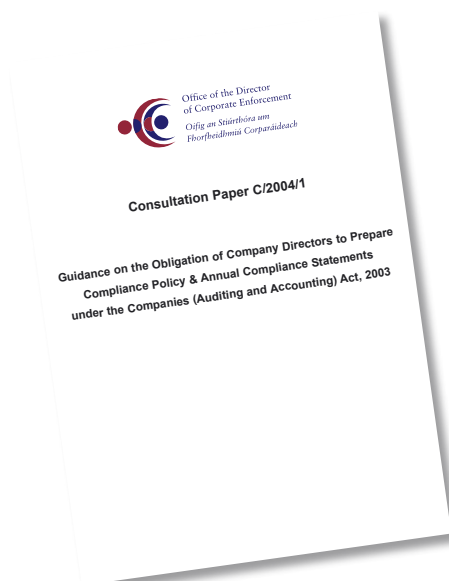 Office of the Director
of Corporate Enforcement
Oifig an Stiúrthóra um
Fhorfheidhmiú Corparáideach
Consultation Paper C/2004/1
Guidance on the Obligation of Company Directors to Prepare
Compliance Policy & Annual Compliance Statements
under the Companies (Auditing and Accounting) Act, 2003